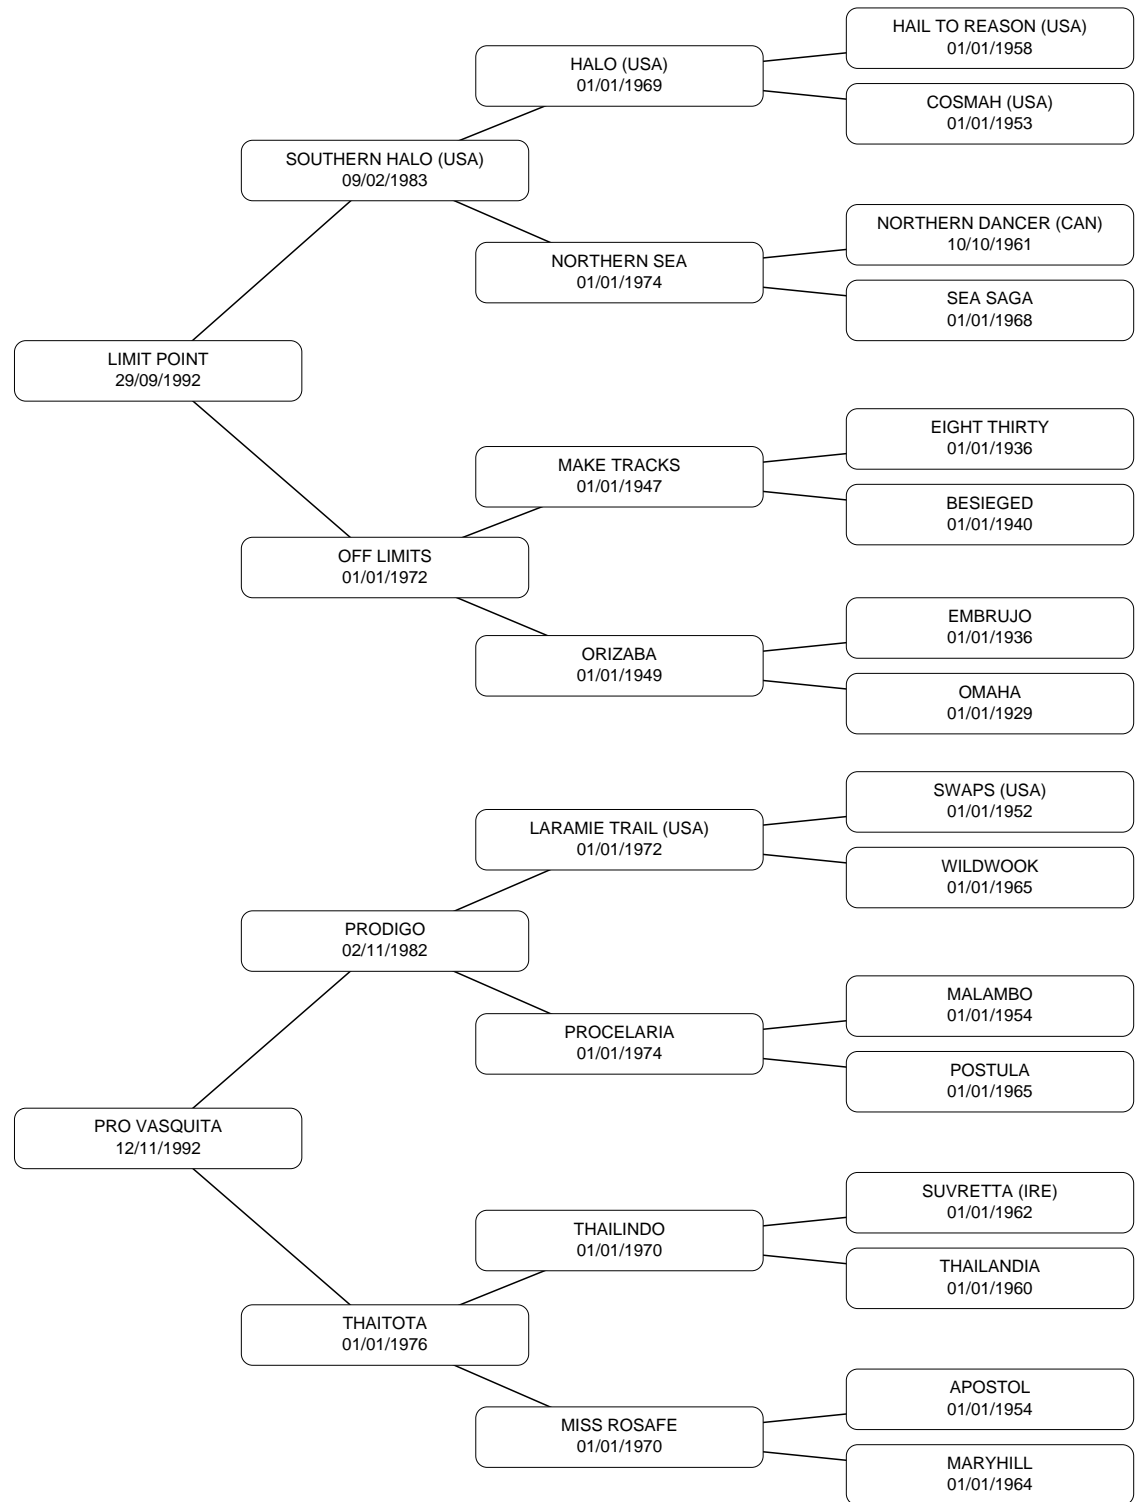 HAIL TO REASON (USA)
01/01/1958
HALO (USA)
01/01/1969
COSMAH (USA)
01/01/1953
SOUTHERN HALO (USA)
09/02/1983
NORTHERN DANCER (CAN)
10/10/1961
NORTHERN SEA
01/01/1974
SEA SAGA
01/01/1968
LIMIT POINT
29/09/1992
EIGHT THIRTY
01/01/1936
MAKE TRACKS
01/01/1947
BESIEGED
01/01/1940
OFF LIMITS
01/01/1972
EMBRUJO
01/01/1936
ORIZABA
01/01/1949
OMAHA
01/01/1929
SWAPS (USA)
01/01/1952
LARAMIE TRAIL (USA)
01/01/1972
WILDWOOK
01/01/1965
PRODIGO
02/11/1982
MALAMBO
01/01/1954
PROCELARIA
01/01/1974
POSTULA
01/01/1965
PRO VASQUITA
12/11/1992
SUVRETTA (IRE)
01/01/1962
THAILINDO
01/01/1970
THAILANDIA
01/01/1960
THAITOTA
01/01/1976
APOSTOL
01/01/1954
MISS ROSAFE
01/01/1970
MARYHILL
01/01/1964